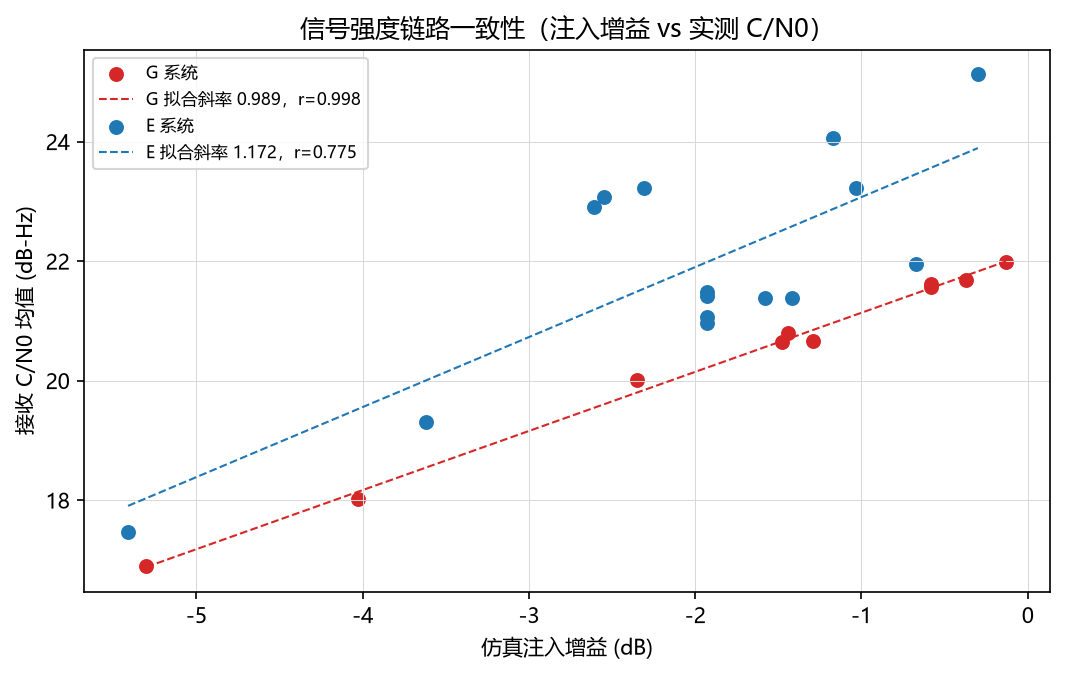 信号强度链路一致性（注入增益 vs 实测 C/N0）
G 系统
G 拟合斜率 0.989，r=0.998
E 系统
E 拟合斜率 1.172，r=0.775
接收 C/N0 均值 (dB-Hz)
24
22
20
18
-5 -4 -3 -2 -1 0
仿真注入增益 (dB)